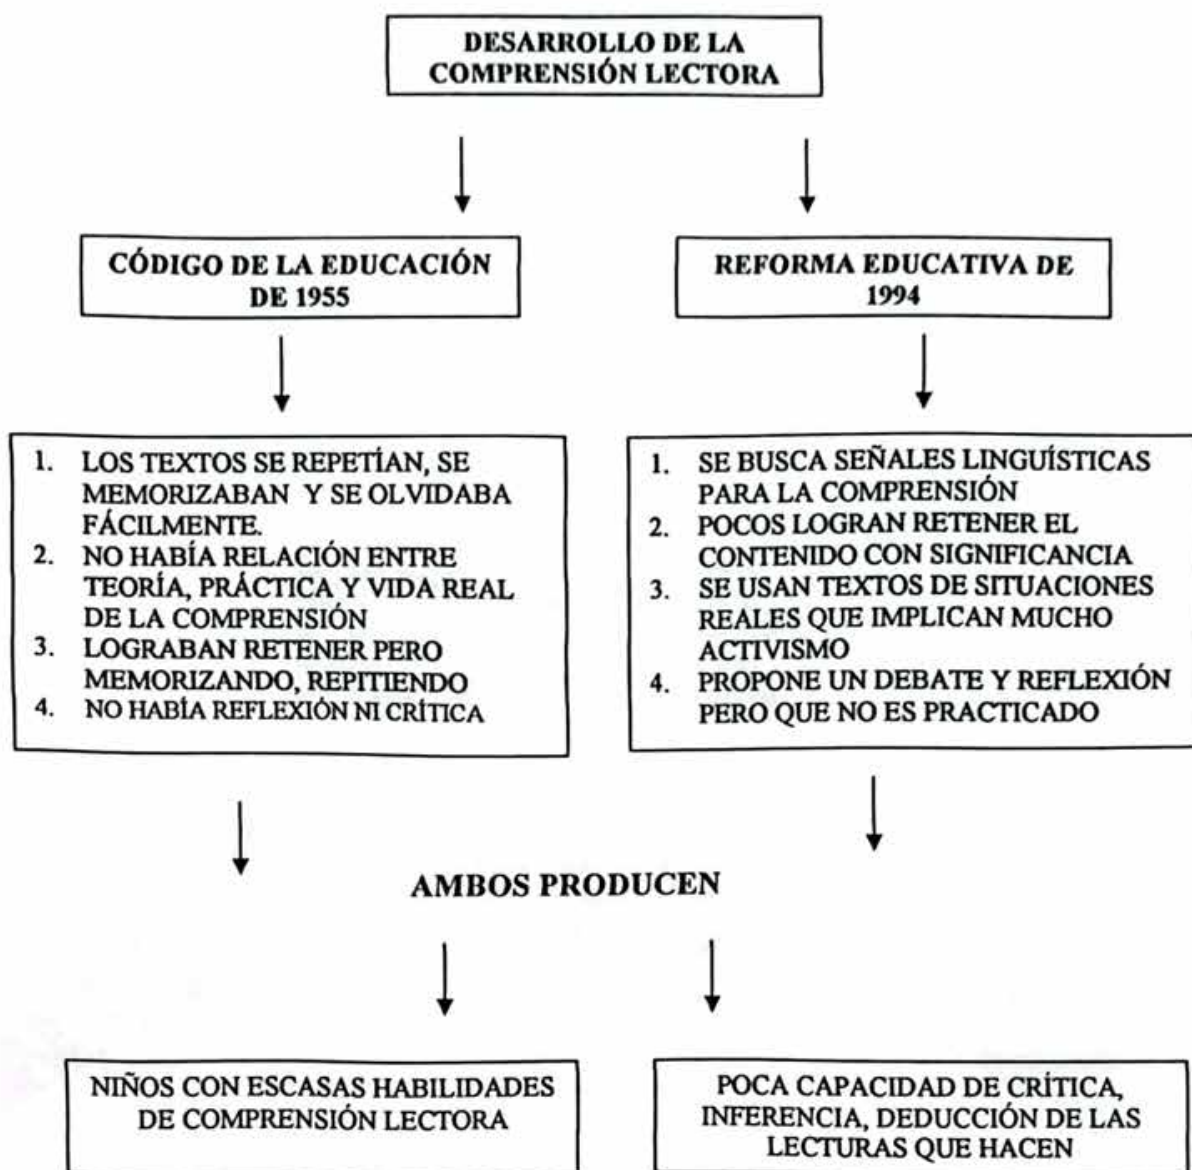 DESARROLLO DE LA
COMPRENSIÓN LECTORA
CÓDIGO DE LA EDUCACIÓN
DE 1955
REFORMA EDUCATIVA DE
1994
1. LOS TEXTOS SE REPETÍAN, SE
MEMORIZABAN Y SE OLVIDABA
FÁCILMENTE.
2. NO HABÍA RELACIÓN ENTRE
TEORÍA, PRÁCTICA Y VIDA REAL
DE LA COMPRENSIÓN
3. LOGRABAN RETENER PERO
MEMORIZANDO, REPITIENDO
4. NO HABÍA REFLEXIÓN NI CRÍTICA
1. SE BUSCA SEÑALES LINGUÍSTICAS
PARA LA COMPRENSIÓN
2. POCOS LOGRAN RETENER EL
CONTENIDO CON SIGNIFICANCIA
3. SE USAN TEXTOS DE SITUACIONES
REALES QUE IMPLICAN MUCHO
ACTIVISMO
4. PROPONE UN DEBATE Y REFLEXIÓN
PERO QUE NO ES PRACTICADO
AMBOS PRODUCEN
NIÑOS CON ESCASAS HABILIDADES
DE COMPRENSIÓN LECTORA
POCA CAPACIDAD DE CRÍTICA,
INFERENCIA, DEDUCCIÓN DE LAS
LECTURAS QUE HACEN